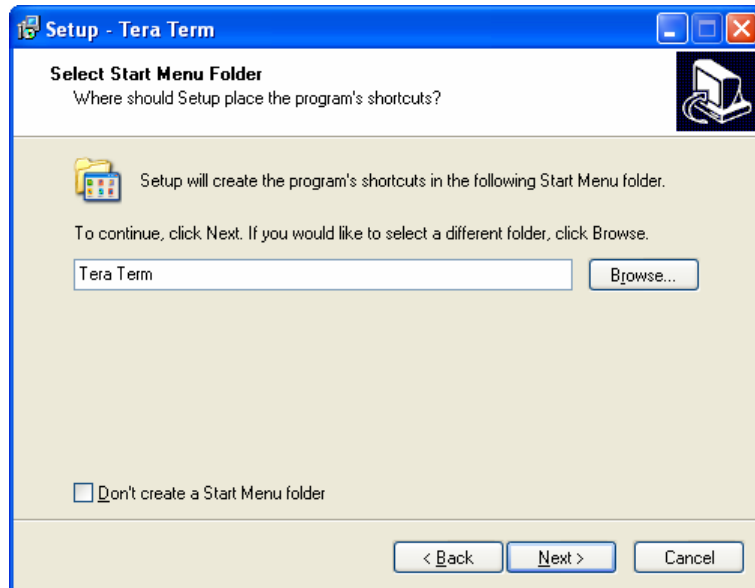 Setup - Tera Term
Select Start Menu Folder
Where should Setup place the program's shortcuts?
Setup will create the program's shortcuts in the following Start Menu folder.
To continue, click Next. If you would like to select a different folder, click Browse.
Tera Term
Browse...
Don't create a Start Menu folder
< Back
Next >
Cancel